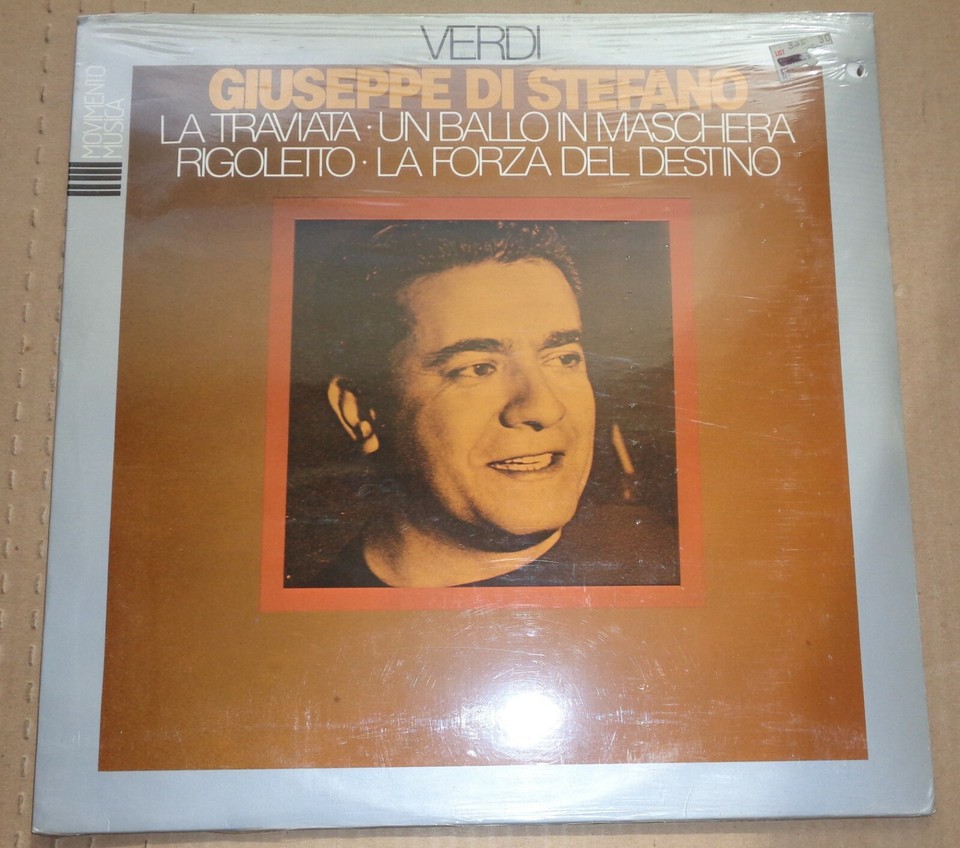 VERDI
GIUSEPPE DI STEFANO
LA TRAVIATA · UN BALLO IN MASCHERA
RIGOLETTO · LA FORZA DEL DESTINO
MOVIMENTO
MUSICA